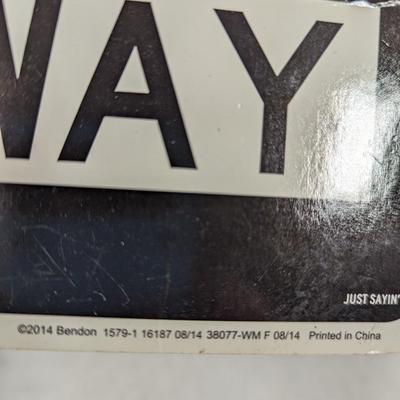 WAY
JUST SAYIN'
©2014 Bendon 1579-1 16187 08/14 38077-WM F 08/14 Printed in China